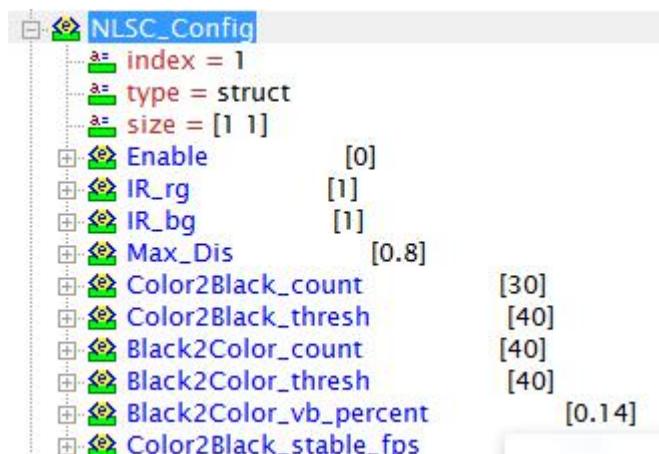 NLSC_Config
a= index = 1
a= type = struct
a= size = [1 1]
Enable [0]
IR_rg [1]
IR_bg [1]
Max_Dis [0.8]
Color2Black_count [30]
Color2Black_thresh [40]
Black2Color_count [40]
Black2Color_thresh [40]
Black2Color_vb_percent [0.14]
Color2Black_stable_fps